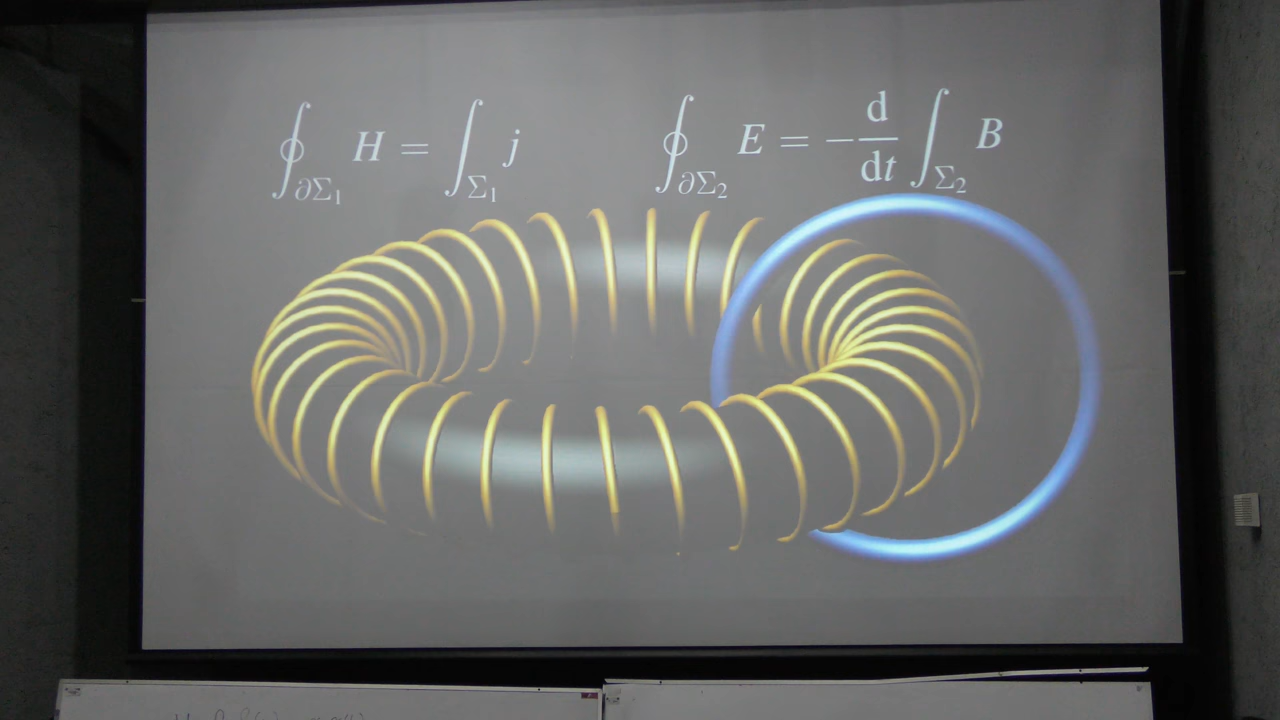 ∮_{∂Σ₁} H = ∫_{Σ₁} j    ∮_{∂Σ₂} E = −d/dt ∫_{Σ₂} B